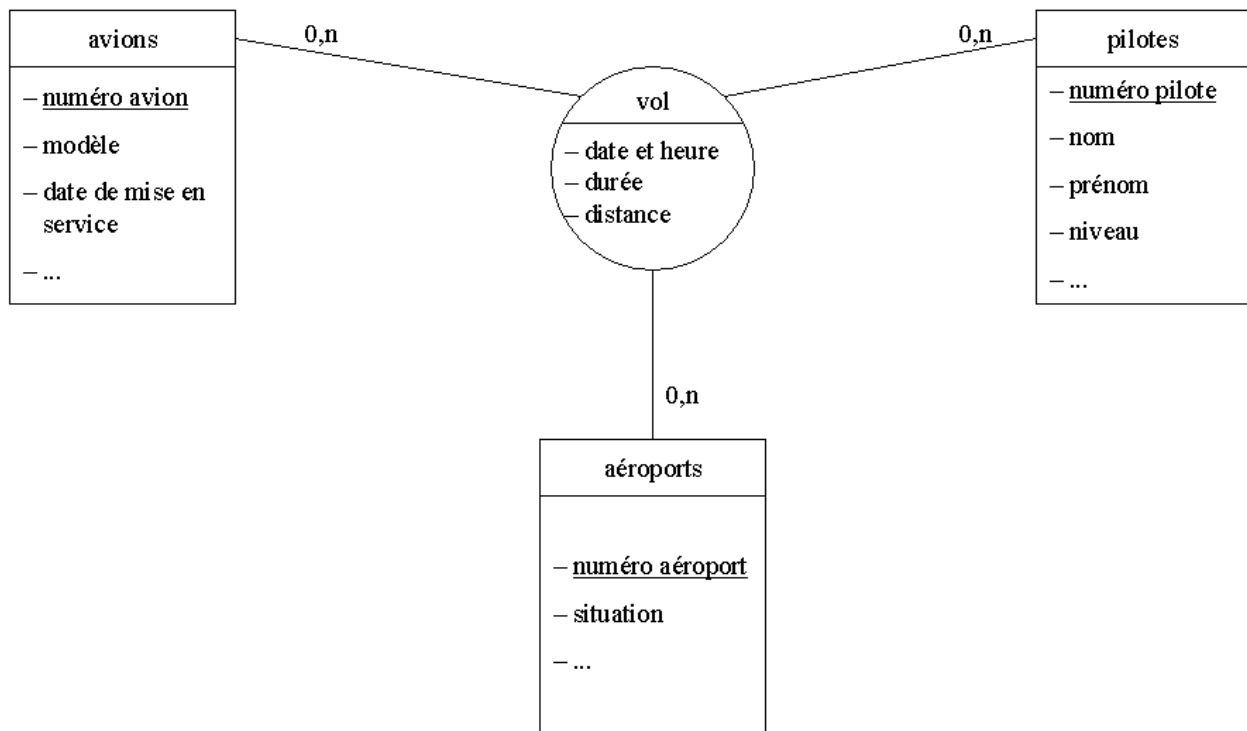 avions
– numéro avion
– modèle
– date de mise en
service
– ...
0,n
vol
– date et heure
– durée
– distance
0,n
pilotes
– numéro pilote
– nom
– prénom
– niveau
– ...
0,n
aéroports
– numéro aéroport
– situation
– ...